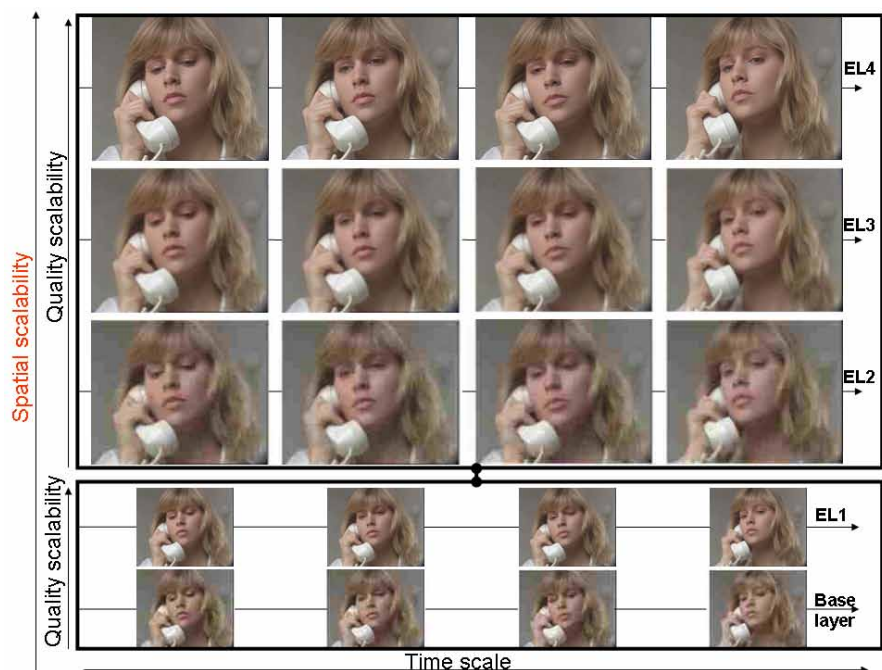 EL4
EL3
EL2
EL1
Base
layer
Quality scalability
Quality scalability
Spatial scalability
Time scale